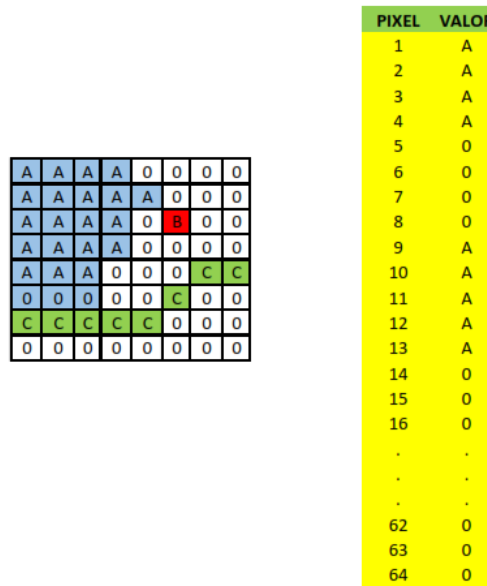 A A A A 0 0 0 0
A A A A A 0 0 0
A A A A 0 B 0 0
A A A A 0 0 0 0
A A A 0 0 0 C C
0 0 0 0 0 C 0 0
C C C C C 0 0 0
0 0 0 0 0 0 0 0
PIXEL VALOR
1 A
2 A
3 A
4 A
5 0
6 0
7 0
8 0
9 A
10 A
11 A
12 A
13 A
14 0
15 0
16 0
. .
. .
. .
62 0
63 0
64 0